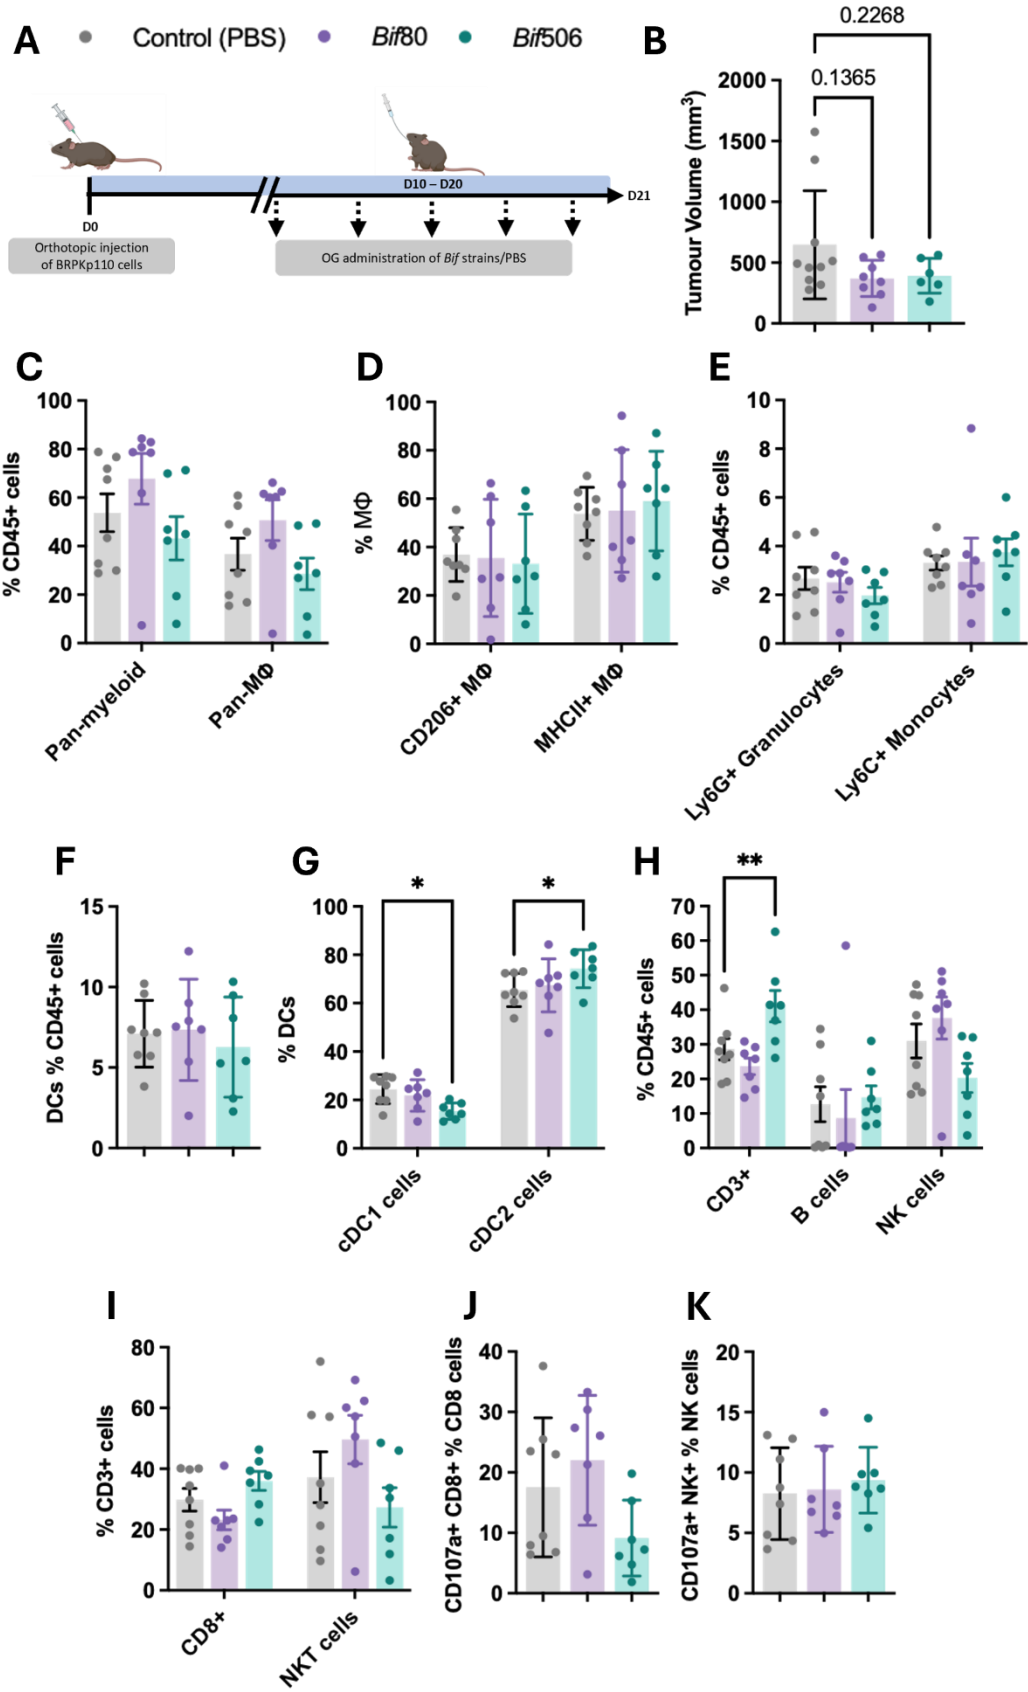 A
Control (PBS)
Bif80
Bif506
D0
D10 – D20
D21
Orthotopic injection
of BRPKp110 cells
OG administration of Bif strains/PBS
B
0.2268
0.1365
Tumour Volume (mm³)
2000
1500
1000
500
0
C
% CD45+ cells
100
80
60
40
20
0
Pan-myeloid
Pan-MΦ
D
% MΦ
100
80
60
40
20
0
CD206+ MΦ
MHCII+ MΦ
E
% CD45+ cells
10
8
6
4
2
0
Ly6G+ Granulocytes
Ly6C+ Monocytes
F
DCs % CD45+ cells
15
10
5
0
G
% DCs
100
80
60
40
20
0
*
*
cDC1 cells
cDC2 cells
H
% CD45+ cells
70
60
50
40
30
20
10
0
**
CD3+
B cells
NK cells
I
% CD3+ cells
80
60
40
20
0
CD8+
NKT cells
J
CD107a+ CD8+ % CD8 cells
40
30
20
10
0
K
CD107a+ NK+ % NK cells
20
15
10
5
0